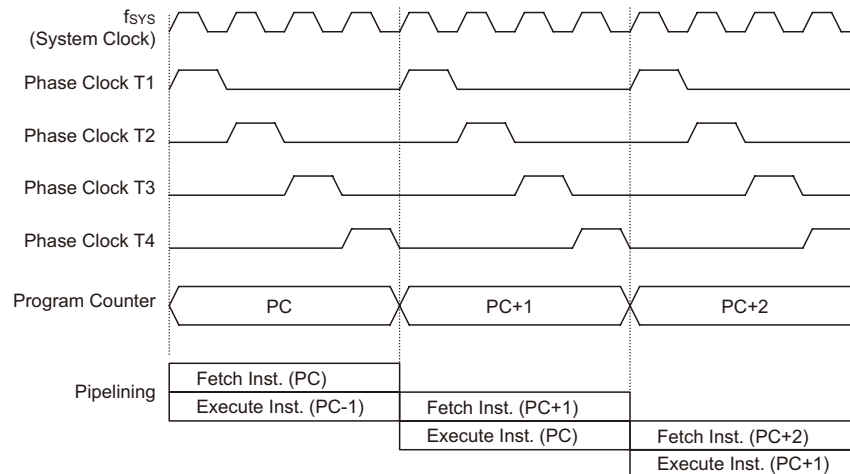 fSYS
(System Clock)
Phase Clock T1
Phase Clock T2
Phase Clock T3
Phase Clock T4
Program Counter
PC
PC+1
PC+2
Pipelining
Fetch Inst. (PC)
Execute Inst. (PC-1)
Fetch Inst. (PC+1)
Execute Inst. (PC)
Fetch Inst. (PC+2)
Execute Inst. (PC+1)